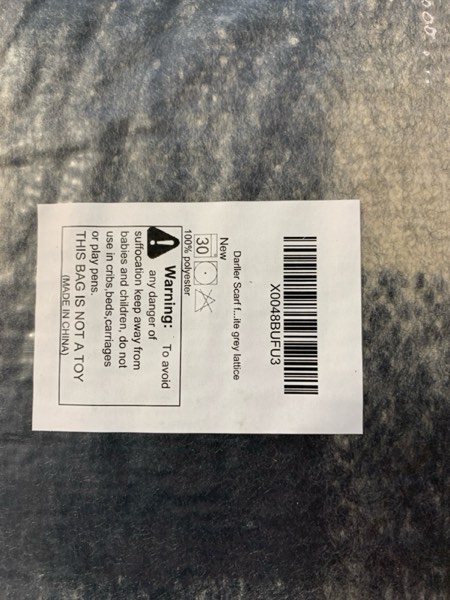 X0048BUFU3
Danler Scarf f...ite grey lattice
New
30
100% polyester
Warning: To avoid
any danger of
suffocation keep away from
babies and children, do not
use in cribs,beds,carriages
or play pens.
THIS BAG IS NOT A TOY
(MADE IN CHINA)